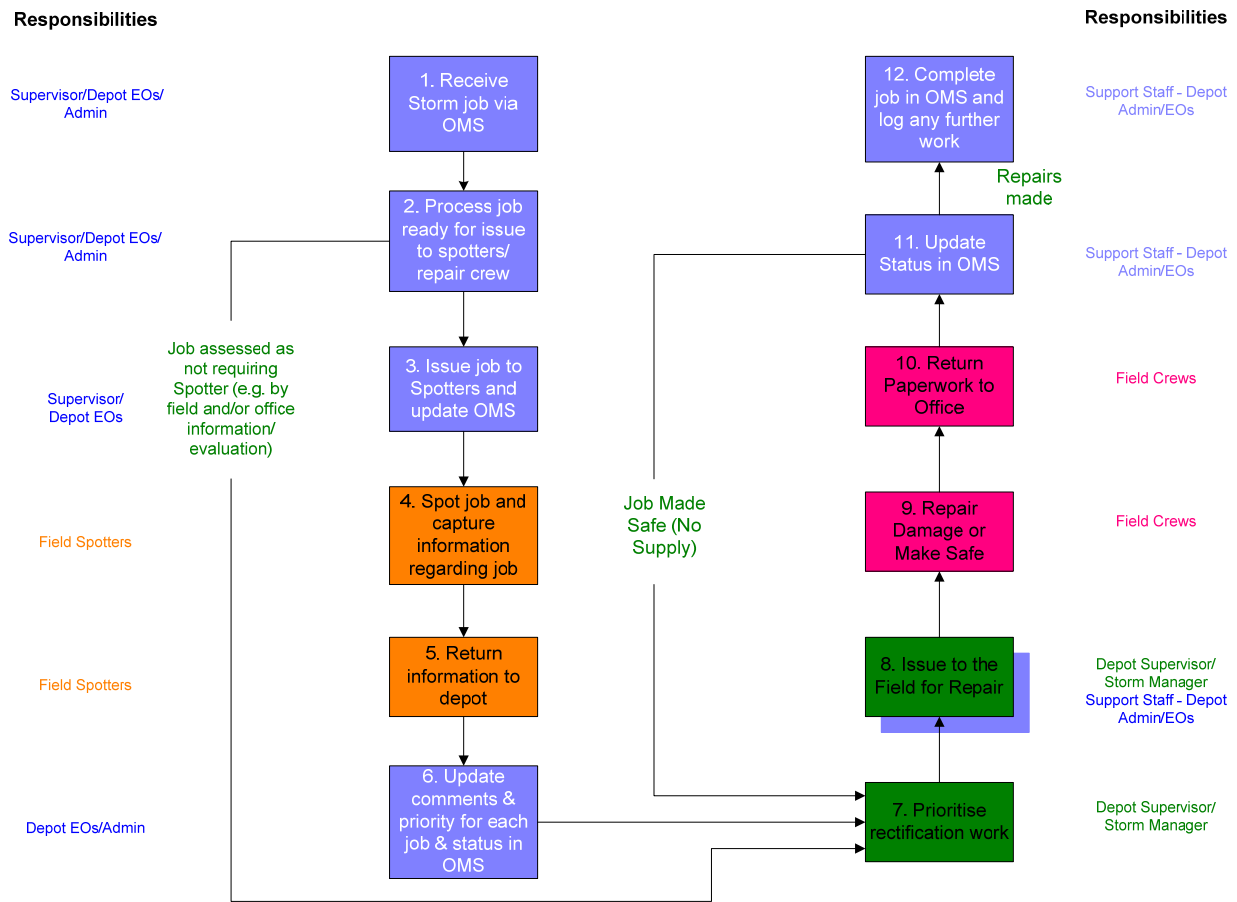 Responsibilities
Responsibilities
Supervisor/Depot EOs/
Admin
1. Receive
Storm job via
OMS
12. Complete
job in OMS and
log any further
work
Support Staff - Depot
Admin/EOs
Repairs
made
Supervisor/Depot EOs/
Admin
2. Process job
ready for issue
to spotters/
repair crew
11. Update
Status in OMS
Support Staff - Depot
Admin/EOs
Job assessed as
not requiring
Spotter (e.g. by
field and/or office
information/
evaluation)
Supervisor/
Depot EOs
3. Issue job to
Spotters and
update OMS
10. Return
Paperwork to
Office
Field Crews
Field Spotters
4. Spot job and
capture
information
regarding job
Job Made
Safe (No
Supply)
9. Repair
Damage or
Make Safe
Field Crews
Field Spotters
5. Return
information to
depot
8. Issue to the
Field for Repair
Depot Supervisor/
Storm Manager
Support Staff - Depot
Admin/EOs
Depot EOs/Admin
6. Update
comments &
priority for each
job & status in
OMS
7. Prioritise
rectification work
Depot Supervisor/
Storm Manager